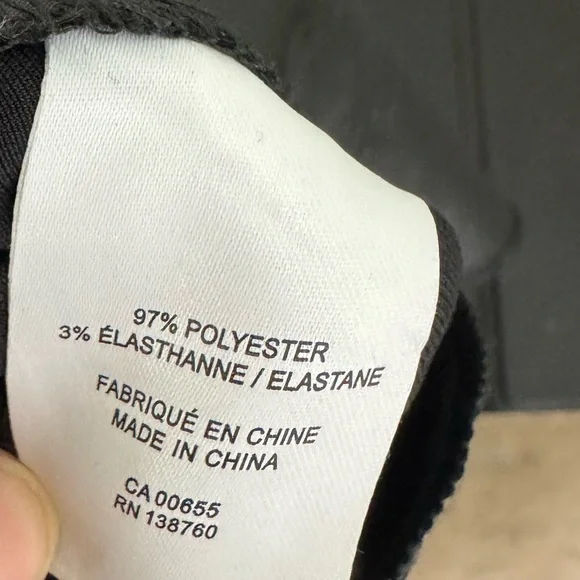 97% POLYESTER
3% ÉLASTHANNE / ELASTANE
FABRIQUÉ EN CHINE
MADE IN CHINA
CA 00655
RN 138760